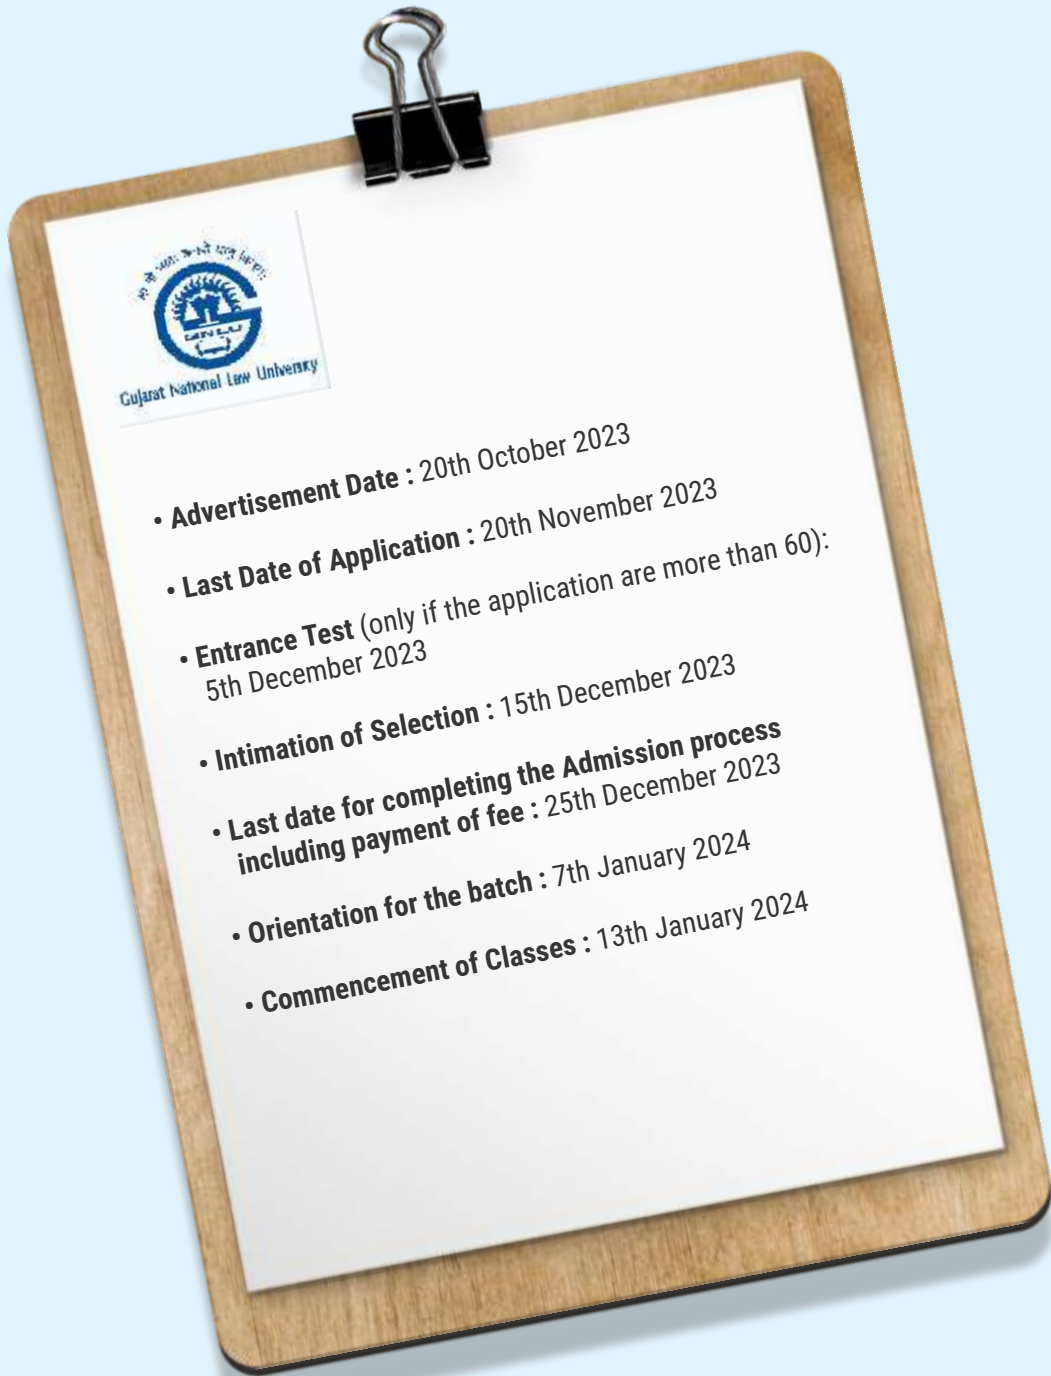 GNLU
Gujarat National Law University
• Advertisement Date : 20th October 2023
• Last Date of Application : 20th November 2023
• Entrance Test (only if the application are more than 60):
5th December 2023
• Intimation of Selection : 15th December 2023
• Last date for completing the Admission process
including payment of fee : 25th December 2023
• Orientation for the batch : 7th January 2024
• Commencement of Classes : 13th January 2024